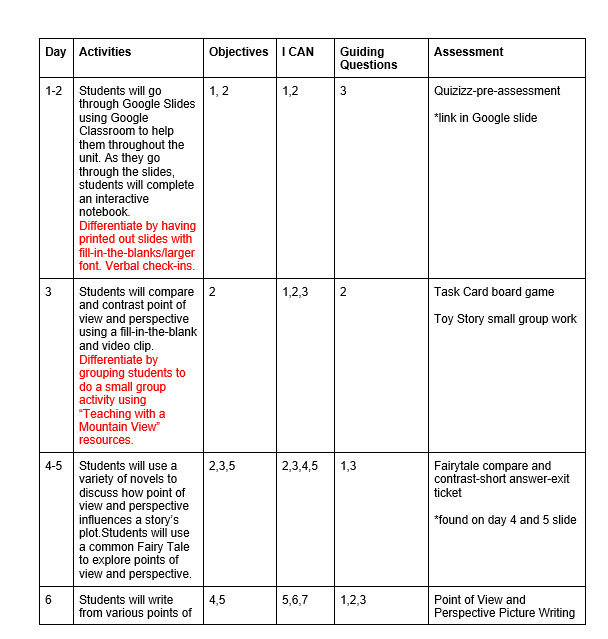 Day Activities Objectives I CAN Guiding Questions Assessment
1-2
Students will go
through Google Slides
using Google
Classroom to help
them throughout the
unit. As they go
through the slides,
students will complete
an interactive
notebook.
Differentiate by having
printed out slides with
fill-in-the-blanks/larger
font. Verbal check-ins.
1, 2
1,2
3
Quizizz-pre-assessment
*link in Google slide
3
Students will compare
and contrast point of
view and perspective
using a fill-in-the-blank
and video clip.
Differentiate by
grouping students to
do a small group
activity using
“Teaching with a
Mountain View”
resources.
2
1,2,3
2
Task Card board game
Toy Story small group work
4-5
Students will use a
variety of novels to
discuss how point of
view and perspective
influences a story’s
plot.Students will use
a common Fairy Tale
to explore points of
view and perspective.
2,3,5
2,3,4,5
1,3
Fairytale compare and
contrast-short answer-exit
ticket
*found on day 4 and 5 slide
6
Students will write
from various points of
4,5
5,6,7
1,2,3
Point of View and
Perspective Picture Writing